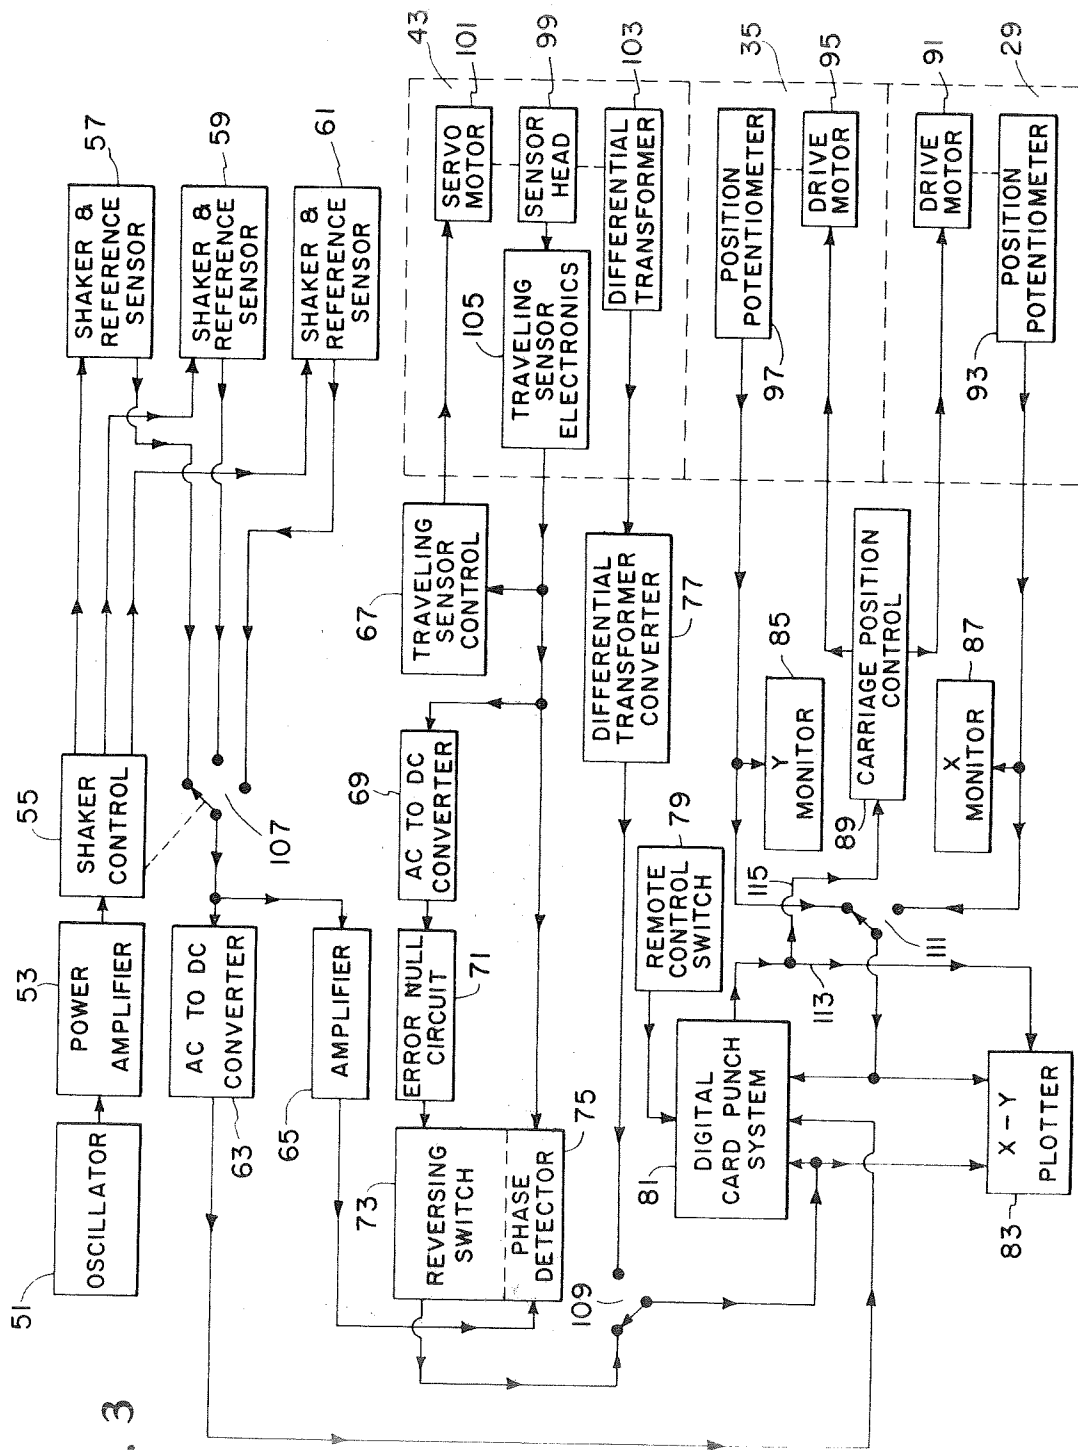 . 3
51
OSCILLATOR
53
POWER
AMPLIFIER
55
SHAKER
CONTROL
SHAKER &
REFERENCE
SENSOR
57
SHAKER &
REFERENCE
SENSOR
59
SHAKER &
REFERENCE
SENSOR
61
107
AC TO DC
CONVERTER
63
AMPLIFIER
65
67
TRAVELING
SENSOR
CONTROL
43
SERVO
MOTOR
101
SENSOR
HEAD
99
105
TRAVELING
SENSOR
ELECTRONICS
DIFFERENTIAL
TRANSFORMER
103
69
AC TO DC
CONVERTER
ERROR NULL
CIRCUIT
71
73
REVERSING
SWITCH
PHASE
DETECTOR
75
DIFFERENTIAL
TRANSFORMER
CONVERTER
77
109
REMOTE
CONTROL
SWITCH
79
81
DIGITAL
CARD PUNCH
SYSTEM
35
POSITION
POTENTIOMETER
97
DRIVE
MOTOR
95
Y
MONITOR
85
115
113
111
89
CARRIAGE POSITION
CONTROL
DRIVE
MOTOR
91
X
MONITOR
87
29
93
POSITION
POTENTIOMETER
X-Y
PLOTTER
83